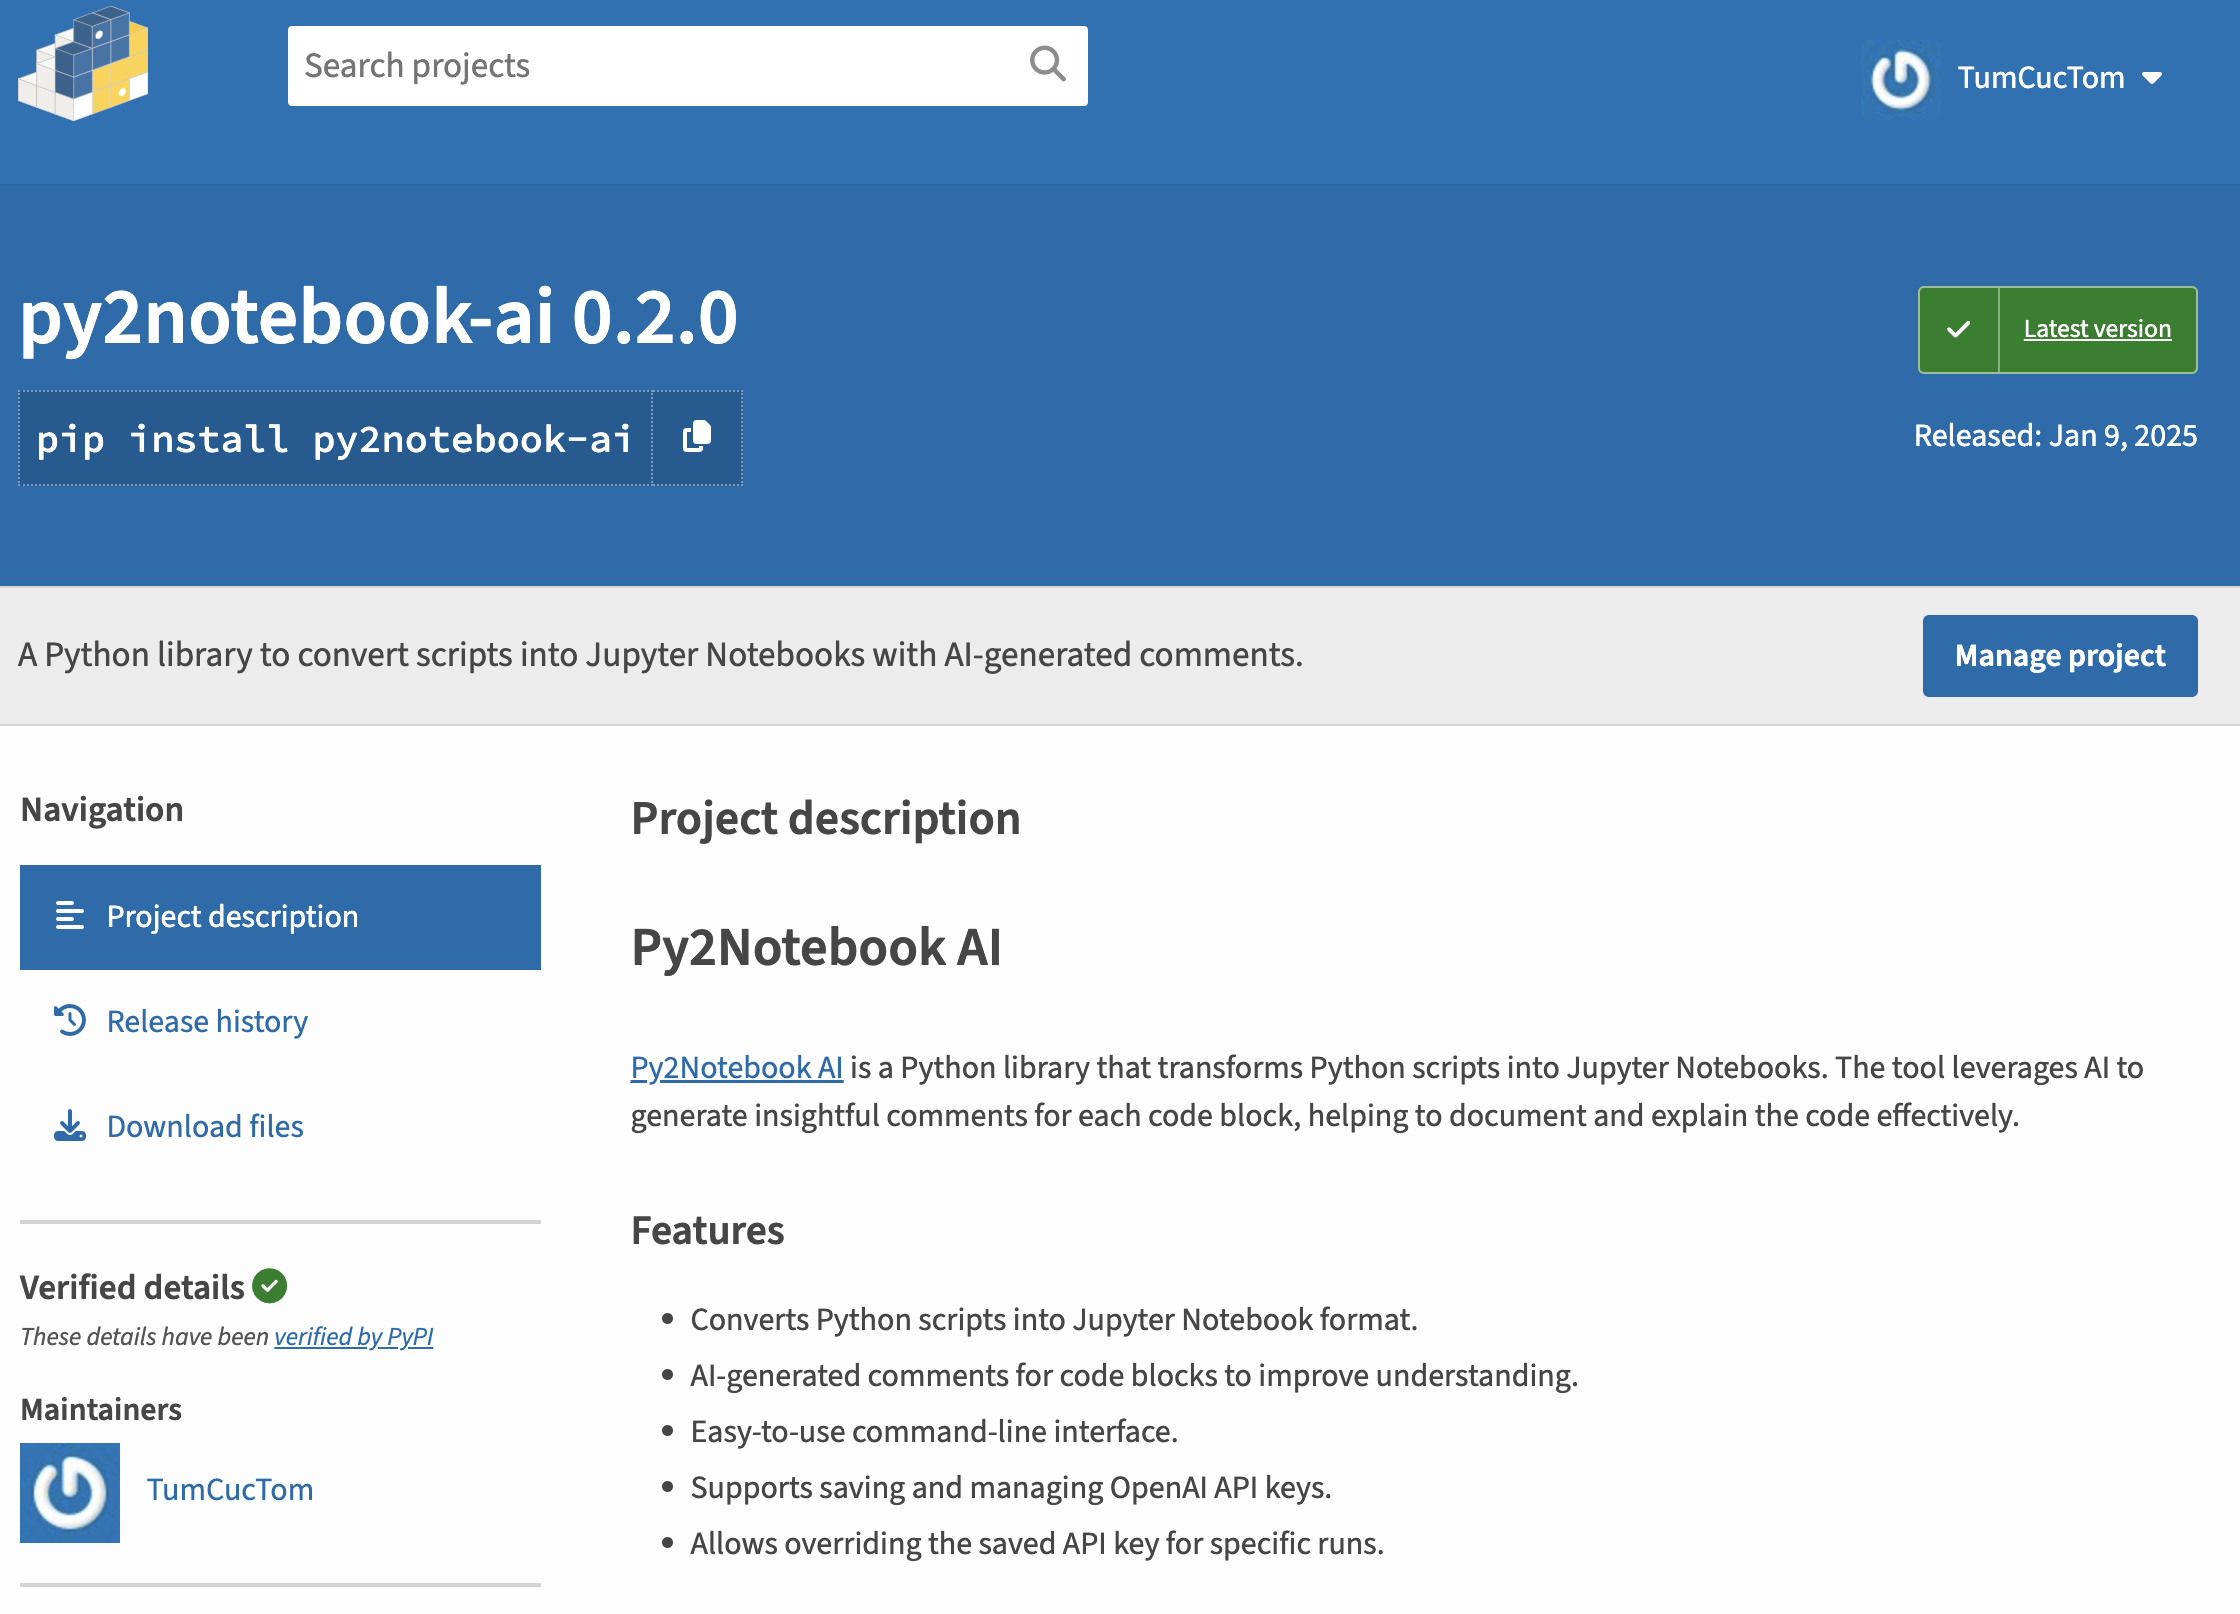 Search projects
TumCucTom
py2notebook-ai 0.2.0
Latest version
pip install py2notebook-ai
Released: Jan 9, 2025
A Python library to convert scripts into Jupyter Notebooks with AI-generated comments.
Manage project
Navigation
Project description
Release history
Download files
Verified details
These details have been verified by PyPI
Maintainers
TumCucTom
Project description
Py2Notebook AI
Py2Notebook AI is a Python library that transforms Python scripts into Jupyter Notebooks. The tool leverages AI to
generate insightful comments for each code block, helping to document and explain the code effectively.
Features
• Converts Python scripts into Jupyter Notebook format.
• AI-generated comments for code blocks to improve understanding.
• Easy-to-use command-line interface.
• Supports saving and managing OpenAI API keys.
• Allows overriding the saved API key for specific runs.